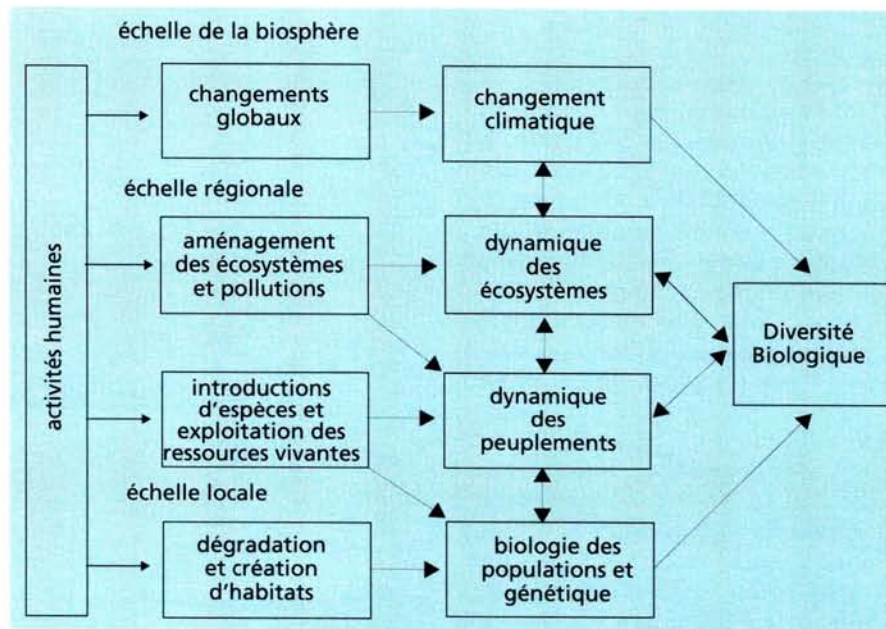 échelle de la biosphère
activités humaines
changements
globaux
changement
climatique
échelle régionale
aménagement
des écosystèmes
et pollutions
dynamique
des
écosystèmes
Diversité
Biologique
introductions
d'espèces et
exploitation des
ressources vivantes
dynamique
des
peuplements
échelle locale
dégradation
et création
d'habitats
biologie des
populations et
génétique